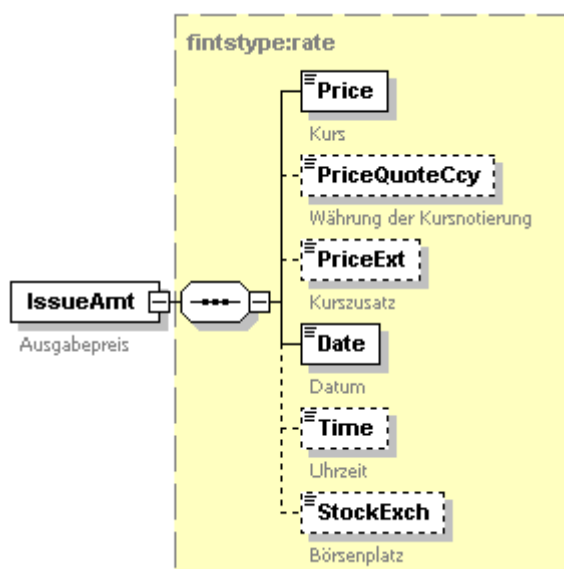 fintstype:rate
Price
Kurs
PriceQuoteCcy
Währung der Kursnotierung
PriceExt
Kurszusatz
IssueAmt
Ausgabepreis
Date
Datum
Time
Uhrzeit
StockExch
Börsenplatz